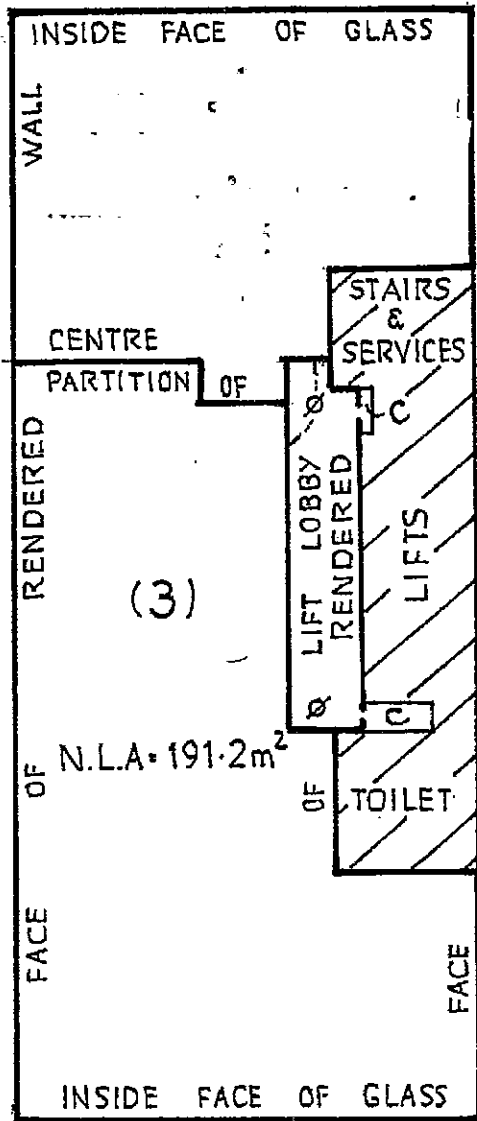 INSIDE FACE OF GLASS
WALL
STAIRS
&
SERVICES
CENTRE
PARTITION OF
C
FACE OF RENDERED
LIFT LOBBY
RENDERED
LIFTS
(3)
C
N.L.A = 191.2m²
OF
TOILET
FACE
INSIDE FACE OF GLASS